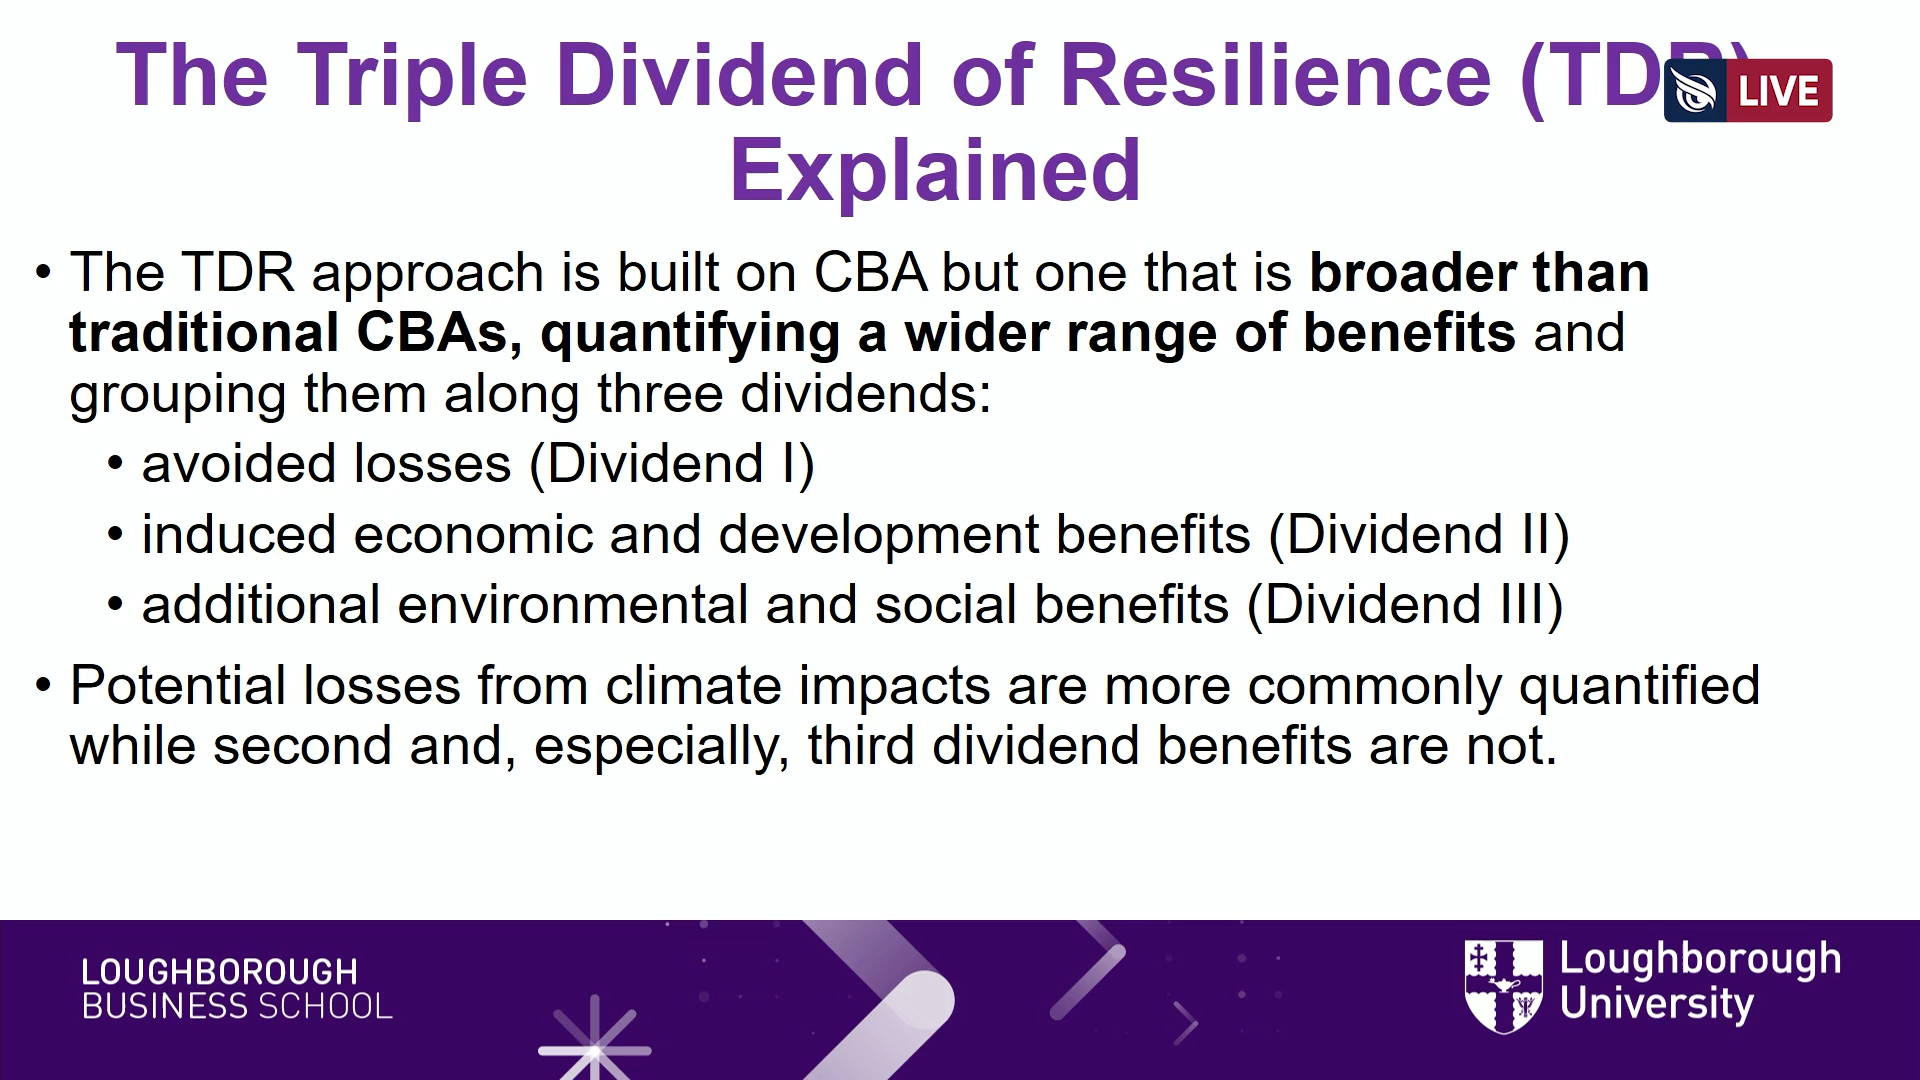 The Triple Dividend of Resilience (TDR)
LIVE
Explained
• The TDR approach is built on CBA but one that is broader than
traditional CBAs, quantifying a wider range of benefits and
grouping them along three dividends:
• avoided losses (Dividend I)
• induced economic and development benefits (Dividend II)
• additional environmental and social benefits (Dividend III)
• Potential losses from climate impacts are more commonly quantified
while second and, especially, third dividend benefits are not.
LOUGHBOROUGH
BUSINESS SCHOOL
Loughborough
University